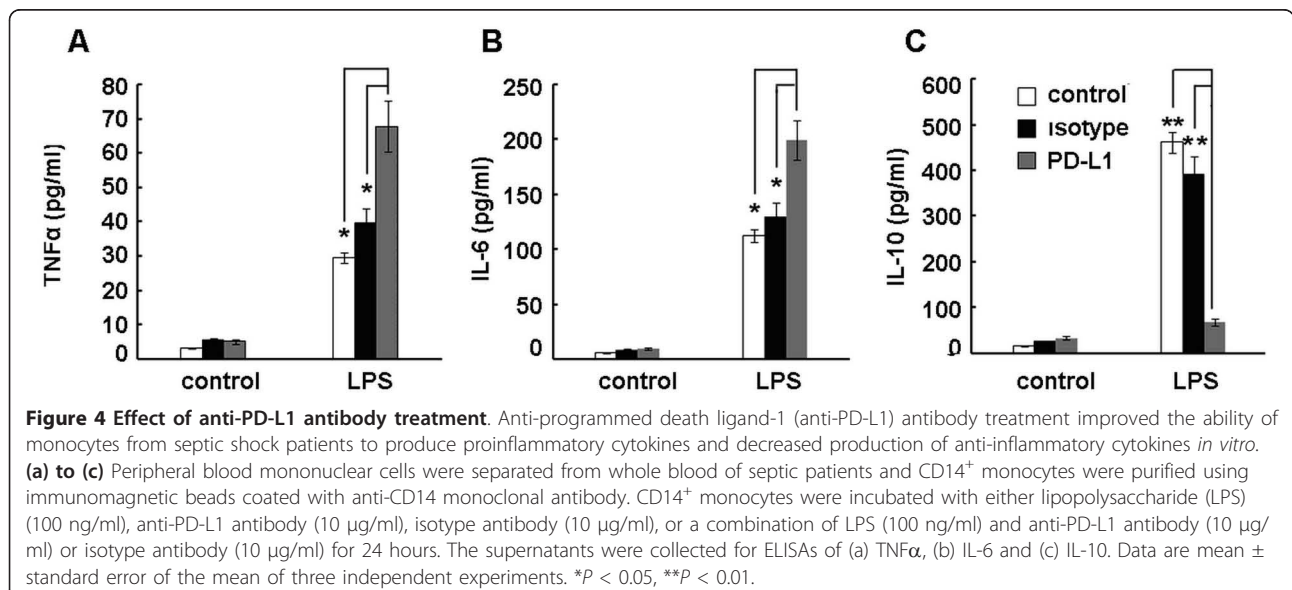 A
B
C
TNFα (pg/ml)
80
70
60
50
40
30
20
10
0
control
LPS
*
*
IL-6 (pg/ml)
250
200
150
100
50
0
control
LPS
*
*
IL-10 (pg/ml)
600
500
400
450
400
300
200
100
0
control
LPS
**
**
control
isotype
PD-L1
Figure 4 Effect of anti-PD-L1 antibody treatment. Anti-programmed death ligand-1 (anti-PD-L1) antibody treatment improved the ability of
monocytes from septic shock patients to produce proinflammatory cytokines and decreased production of anti-inflammatory cytokines in vitro.
(a) to (c) Peripheral blood mononuclear cells were separated from whole blood of septic patients and CD14+ monocytes were purified using
immunomagnetic beads coated with anti-CD14 monoclonal antibody. CD14+ monocytes were incubated with either lipopolysaccharide (LPS)
(100 ng/ml), anti-PD-L1 antibody (10 μg/ml), isotype antibody (10 μg/ml), or a combination of LPS (100 ng/ml) and anti-PD-L1 antibody (10 μg/
ml) or isotype antibody (10 μg/ml) for 24 hours. The supernatants were collected for ELISAs of (a) TNFα, (b) IL-6 and (c) IL-10. Data are mean ±
standard error of the mean of three independent experiments. *P < 0.05, **P < 0.01.